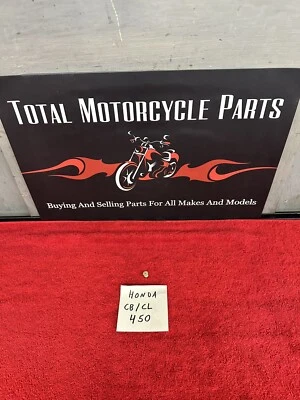 TOTAL MOTORCYCLE PARTS
Buying And Selling Parts For All Makes And Models
HONDA
CB/CL
450